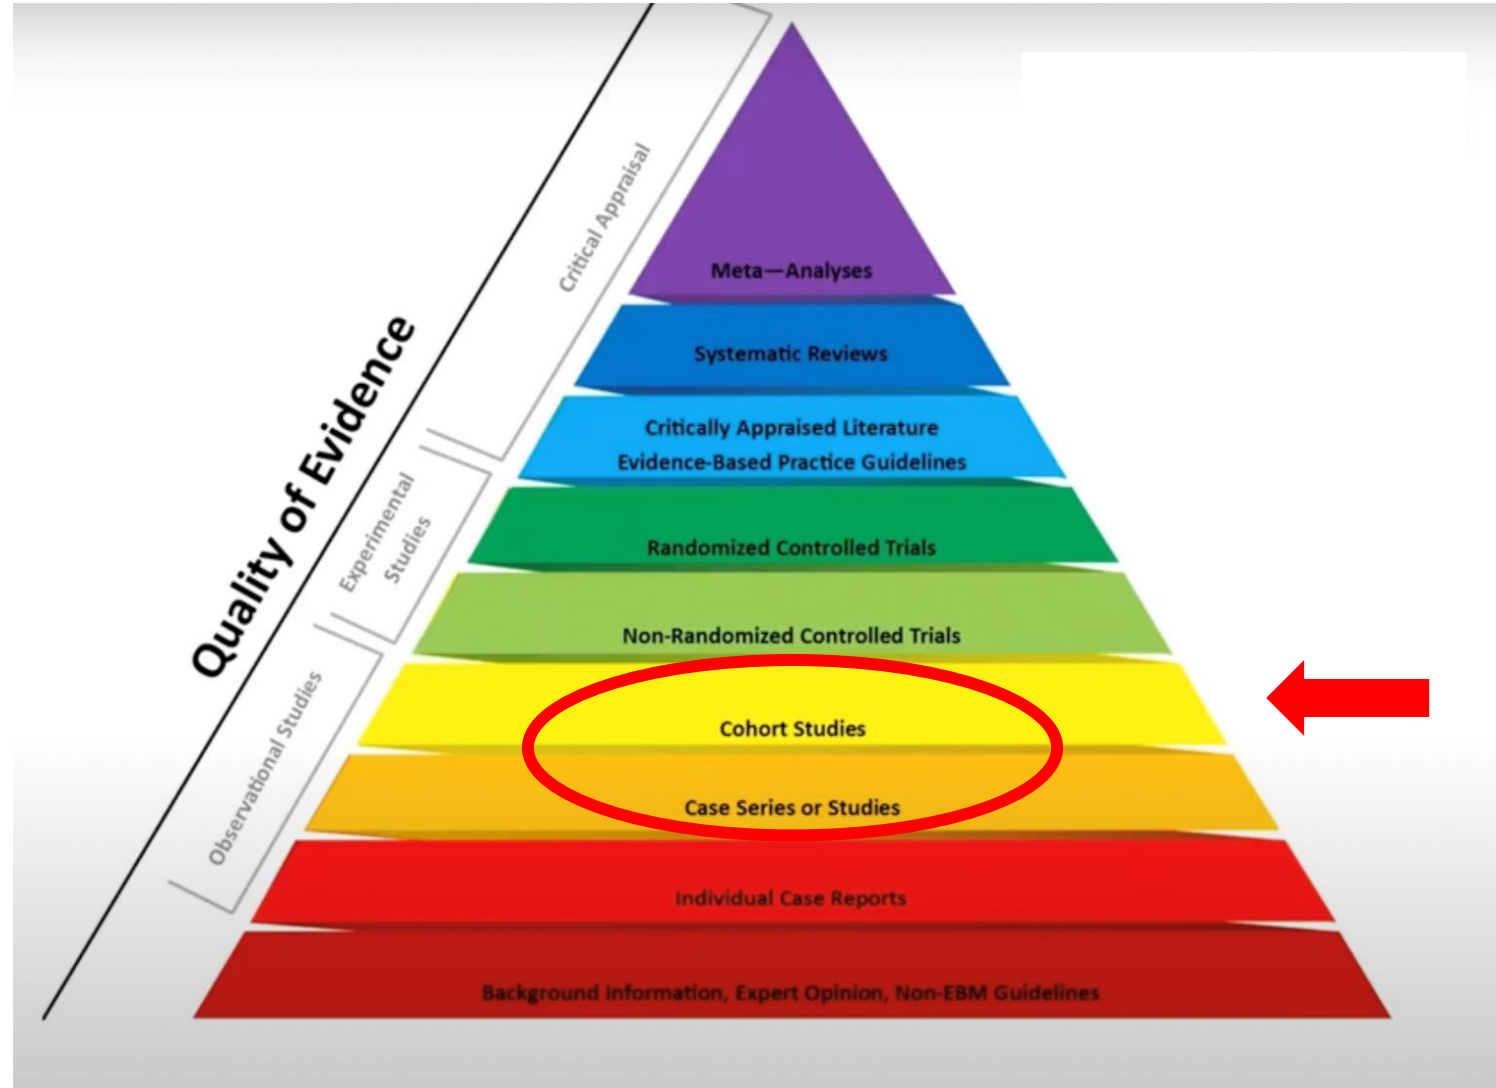 Quality of Evidence
Critical Appraisal
Experimental
Studies
Observational Studies
Meta—Analyses
Systematic Reviews
Critically Appraised Literature
Evidence-Based Practice Guidelines
Randomized Controlled Trials
Non-Randomized Controlled Trials
Cohort Studies
Case Series or Studies
Individual Case Reports
Background Information, Expert Opinion, Non-EBM Guidelines